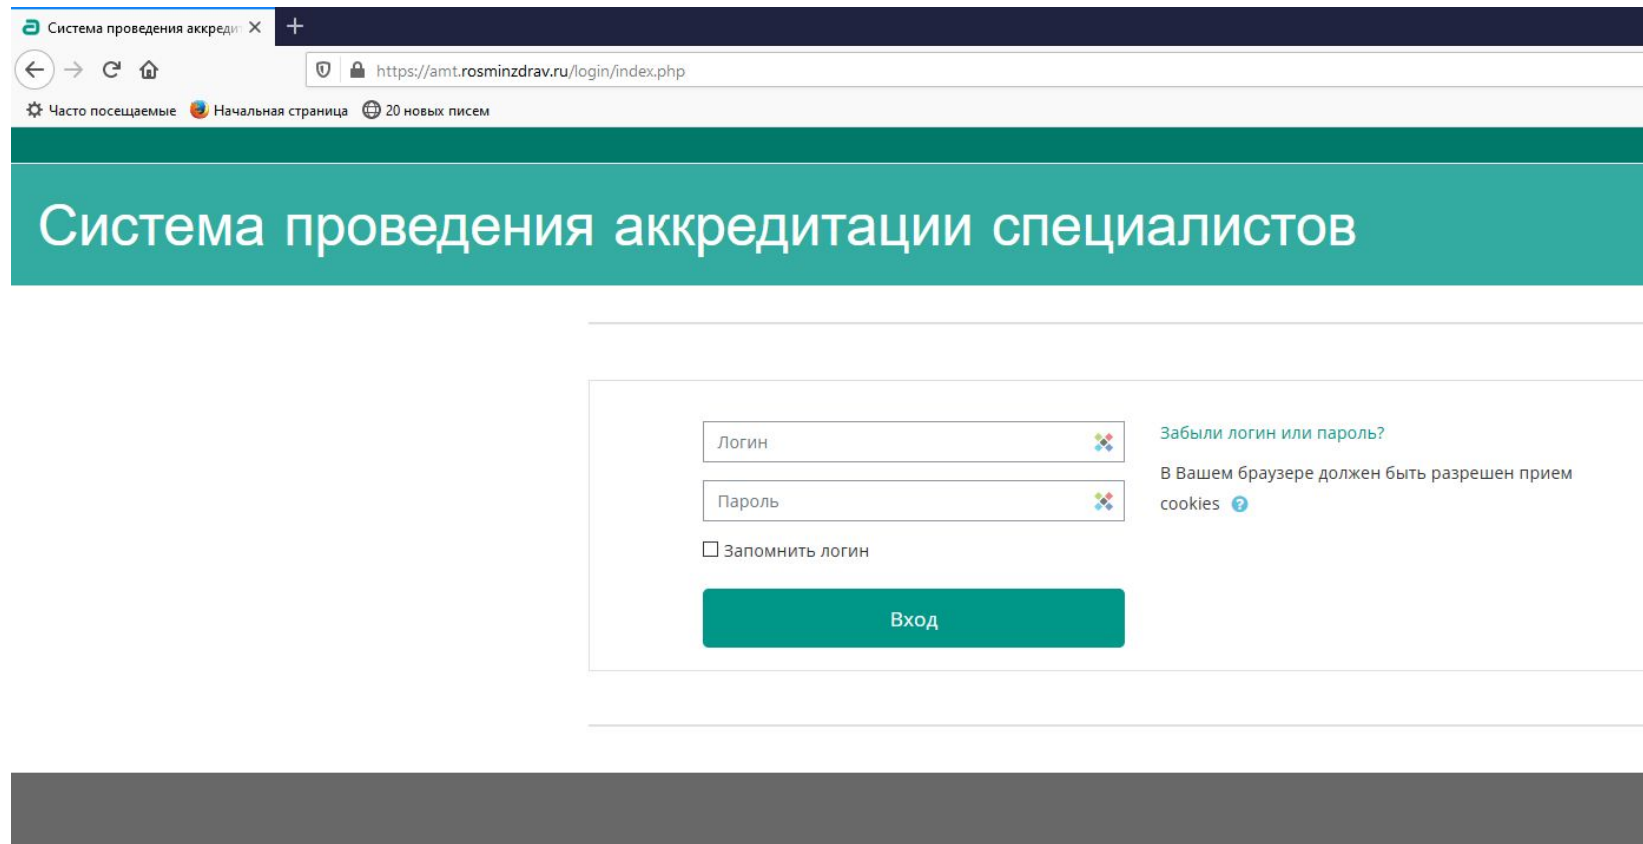 Система проведения аккреди
https://amt.rosminzdrav.ru/login/index.php
Часто посещаемые Начальная страница 20 новых писем
Система проведения аккредитации специалистов
Логин
Пароль
Запомнить логин
Вход
Забыли логин или пароль?
В Вашем браузере должен быть разрешен прием
cookies